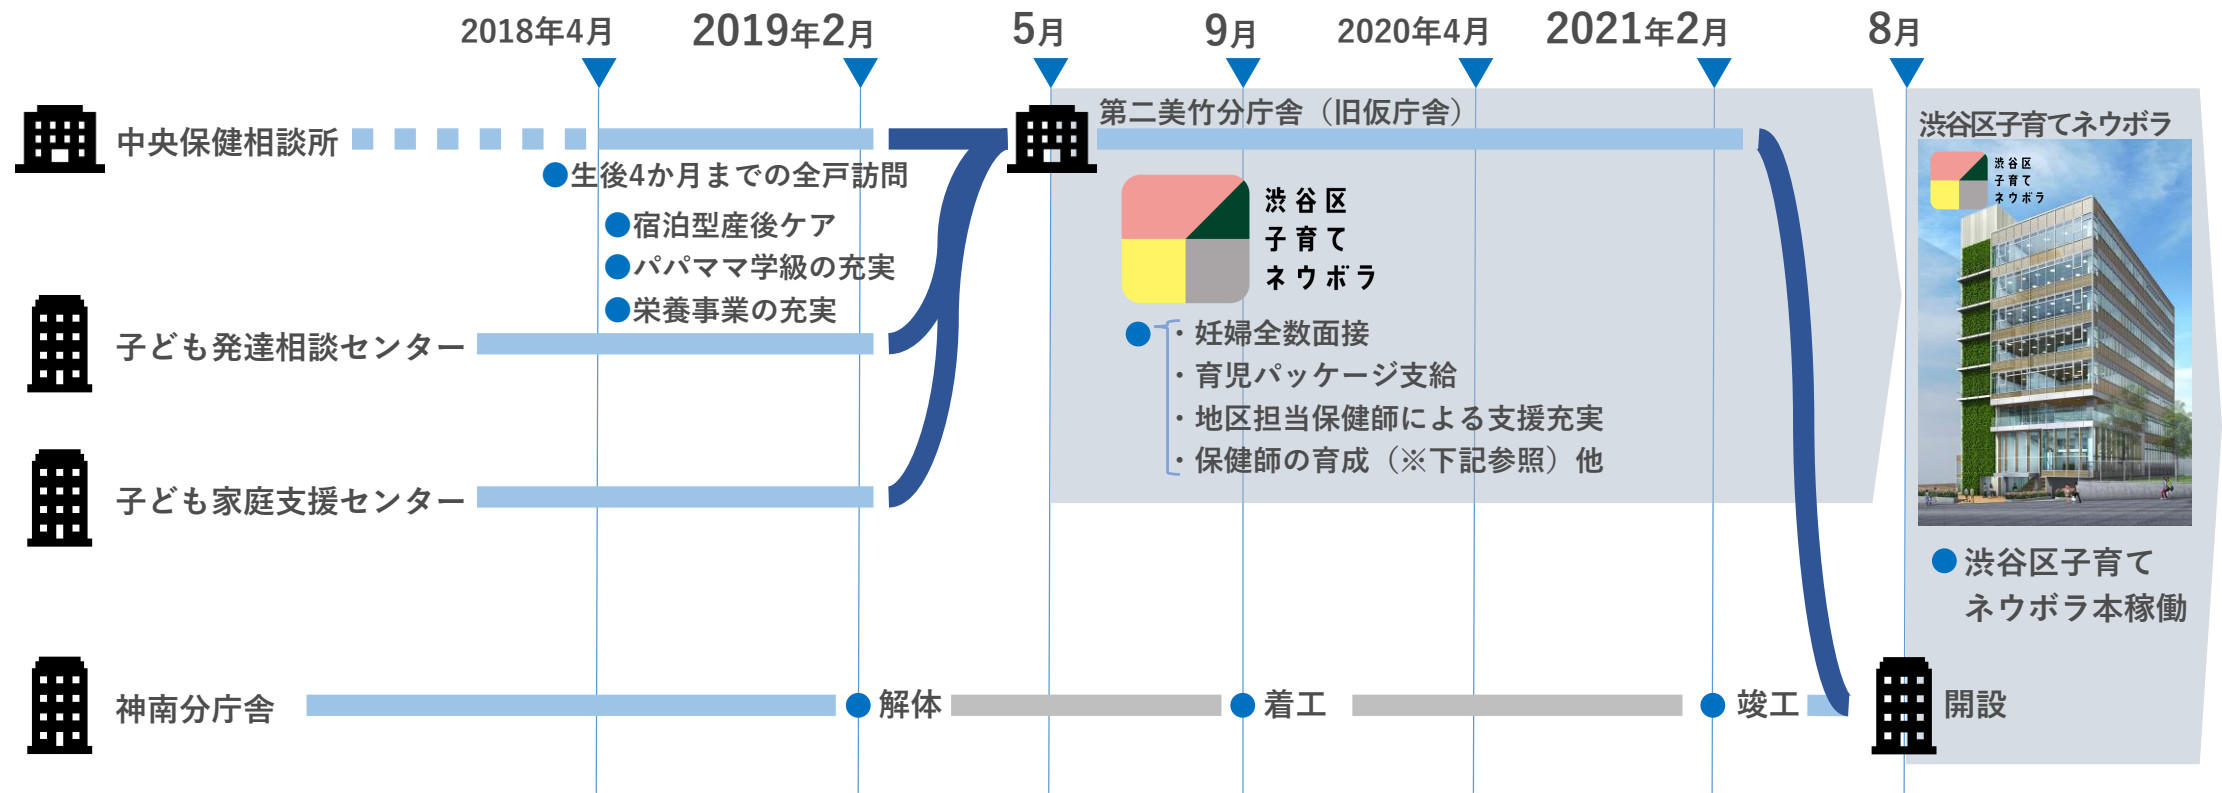 2018年4月
2019年2月
5月
9月
2020年4月
2021年2月
8月
中央保健相談所
●生後4か月までの全戸訪問
●宿泊型産後ケア
●パパママ学級の充実
●栄養事業の充実
子ども発達相談センター
子ども家庭支援センター
第二美竹分庁舎（旧仮庁舎）
渋谷区
子育て
ネウボラ
・妊婦全数面接
・育児パッケージ支給
・地区担当保健師による支援充実
・保健師の育成（※下記参照）他
渋谷区子育てネウボラ
渋谷区
子育て
ネウボラ
●渋谷区子育て
ネウボラ本稼働
神南分庁舎
解体
着工
竣工
開設